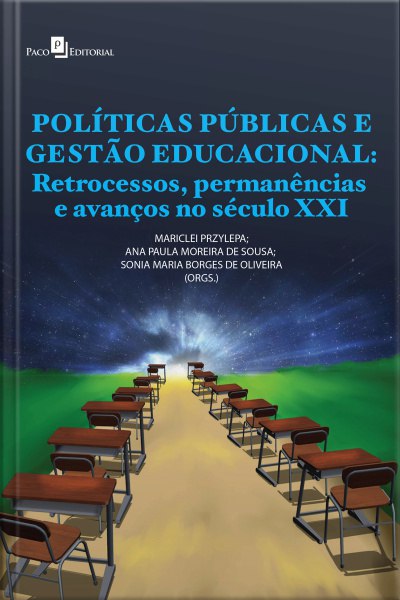 PACO EDITORIAL
POLÍTICAS PÚBLICAS E
GESTÃO EDUCACIONAL:
Retrocessos, permanências
e avanços no século XXI
MARICLEI PRZYLEPA;
ANA PAULA MOREIRA DE SOUSA;
SONIA MARIA BORGES DE OLIVEIRA
(ORGS.)